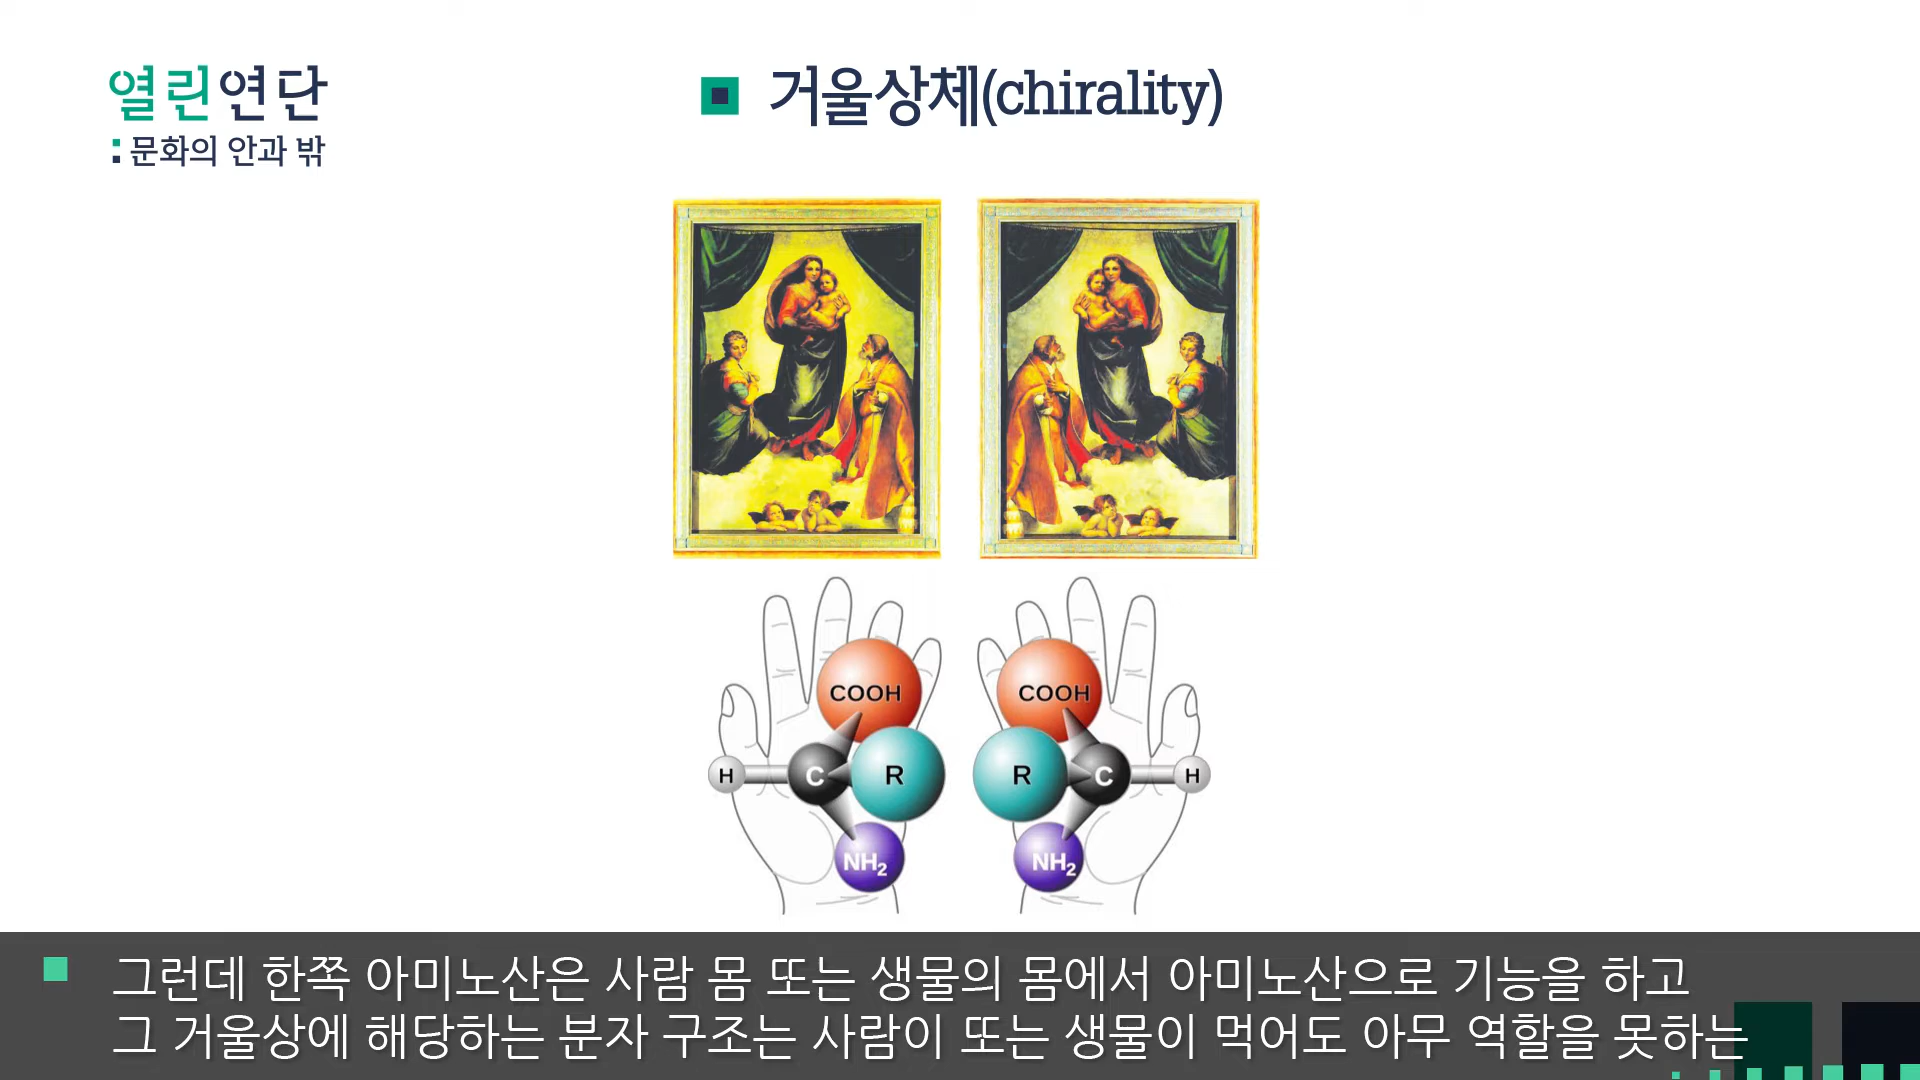 열린연단
:문화의 안과 밖
거울상체(chirality)
COOH
COOH
H
C
R
R
C
H
NH₂
NH₂
그런데 한쪽 아미노산은 사람 몸 또는 생물의 몸에서 아미노산으로 기능을 하고
그 거울상에 해당하는 분자 구조는 사람이 또는 생물이 먹어도 아무 역할을 못하는